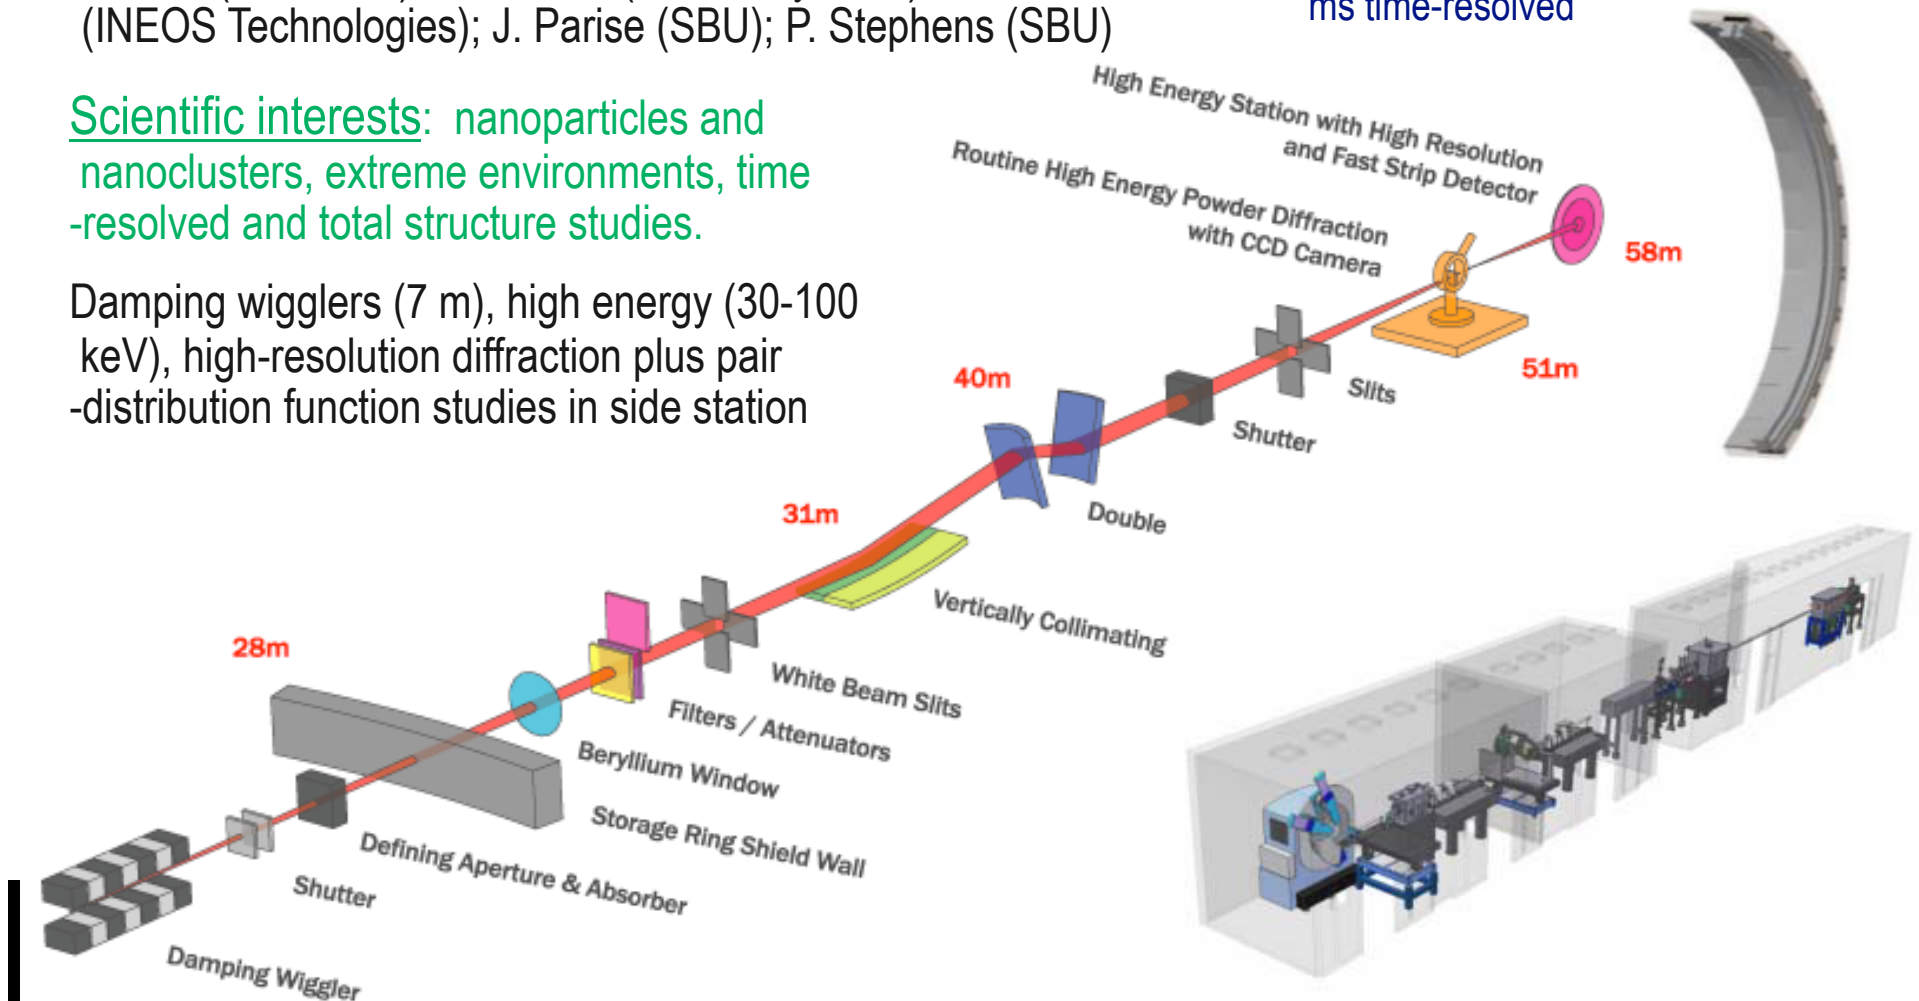 (INEOS Technologies); J. Parise (SBU); P. Stephens (SBU)
ms time-resolved
Scientific interests: nanoparticles and
nanoclusters, extreme environments, time
-resolved and total structure studies.
Damping wigglers (7 m), high energy (30-100
keV), high-resolution diffraction plus pair
-distribution function studies in side station
High Energy Station with High Resolution
and Fast Strip Detector
Routine High Energy Powder Diffraction
with CCD Camera
58m
51m
Slits
40m
Shutter
Double
31m
Vertically Collimating
White Beam Slits
28m
Filters / Attenuators
Beryllium Window
Storage Ring Shield Wall
Defining Aperture & Absorber
Shutter
Damping Wiggler